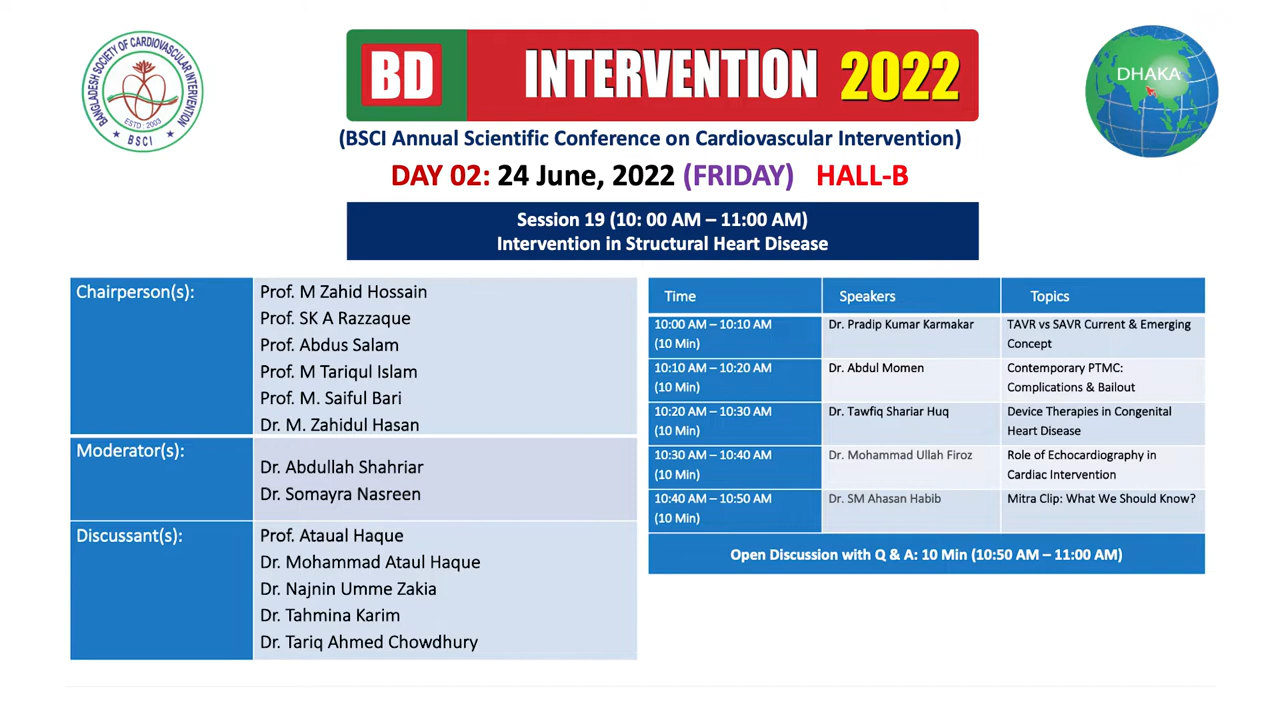 BANGLADESH SOCIETY OF CARDIOVASCULAR INTERVENTION
ESTD : 2003
BSCI
BD INTERVENTION 2022
DHAKA
(BSCI Annual Scientific Conference on Cardiovascular Intervention)
DAY 02: 24 June, 2022 (FRIDAY) HALL-B
Session 19 (10: 00 AM – 11:00 AM)
Intervention in Structural Heart Disease
Chairperson(s):
Prof. M Zahid Hossain
Prof. SK A Razzaque
Prof. Abdus Salam
Prof. M Tariqul Islam
Prof. M. Saiful Bari
Dr. M. Zahidul Hasan
Moderator(s):
Dr. Abdullah Shahriar
Dr. Somayra Nasreen
Discussant(s):
Prof. Ataual Haque
Dr. Mohammad Ataul Haque
Dr. Najnin Umme Zakia
Dr. Tahmina Karim
Dr. Tariq Ahmed Chowdhury
Time Speakers Topics
10:00 AM – 10:10 AM Dr. Pradip Kumar Karmakar TAVR vs SAVR Current & Emerging
(10 Min) Concept
10:10 AM – 10:20 AM Dr. Abdul Momen Contemporary PTMC:
(10 Min) Complications & Bailout
10:20 AM – 10:30 AM Dr. Tawfiq Shariar Huq Device Therapies in Congenital
(10 Min) Heart Disease
10:30 AM – 10:40 AM Dr. Mohammad Ullah Firoz Role of Echocardiography in
(10 Min) Cardiac Intervention
10:40 AM – 10:50 AM Dr. SM Ahasan Habib Mitra Clip: What We Should Know?
(10 Min)
Open Discussion with Q & A: 10 Min (10:50 AM – 11:00 AM)